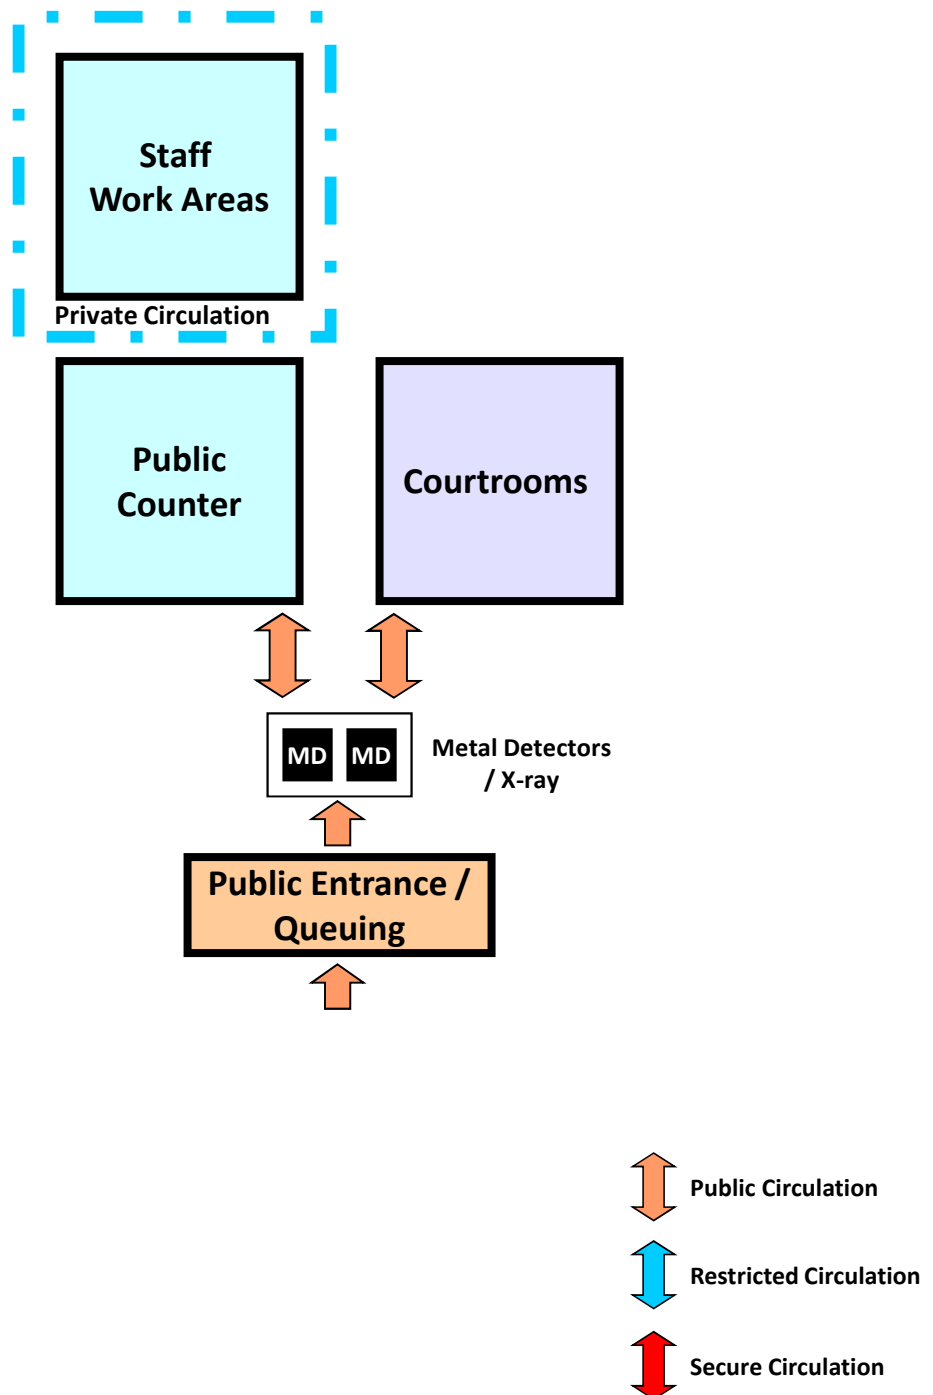 Staff
Work Areas
Private Circulation
Public
Counter
Courtrooms
MD MD
Metal Detectors
/ X-ray
Public Entrance /
Queuing
Public Circulation
Restricted Circulation
Secure Circulation